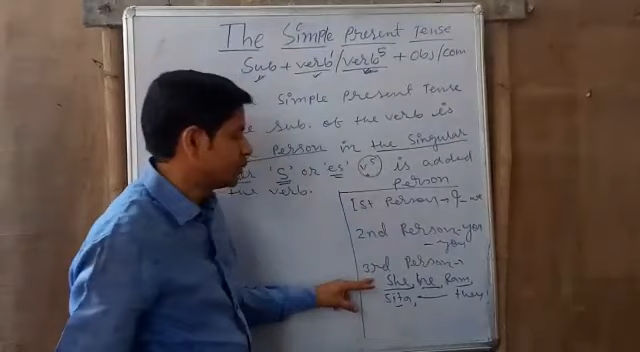 The Simple Present Tense
Sub + verb¹/verb⁵ + Obj/com
Simple Present Tense
sub. of the verb is
Person in the Singular
'S' or 'es' (V⁵) is added
the verb.
Person
1st Person → I - we
2nd Person - you
- you
3rd Person →
She, he, Ram,
Sita, — they